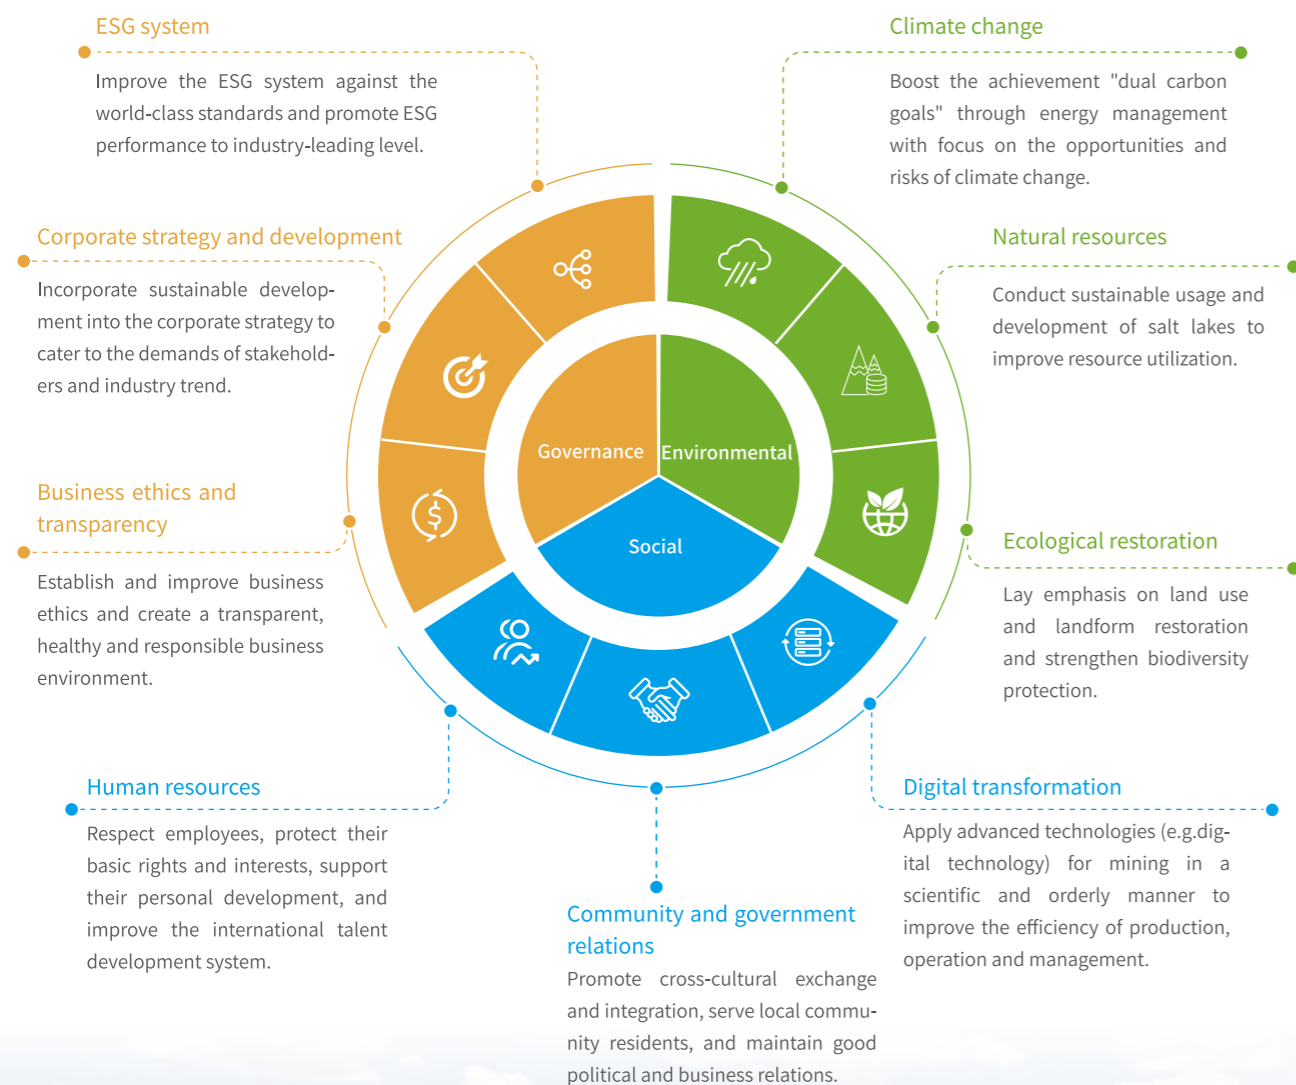 ESG system
Improve the ESG system against the
world-class standards and promote ESG
performance to industry-leading level.
Climate change
Boost the achievement "dual carbon
goals" through energy management
with focus on the opportunities and
risks of climate change.
Corporate strategy and development
Incorporate sustainable develop-
ment into the corporate strategy to
cater to the demands of stakehold-
ers and industry trend.
Natural resources
Conduct sustainable usage and
development of salt lakes to
improve resource utilization.
Governance
Environmental
Social
Business ethics and
transparency
Establish and improve business
ethics and create a transparent,
healthy and responsible business
environment.
Ecological restoration
Lay emphasis on land use
and landform restoration
and strengthen biodiversity
protection.
Human resources
Respect employees, protect their
basic rights and interests, support
their personal development, and
improve the international talent
development system.
Community and government
relations
Promote cross-cultural exchange
and integration, serve local commu-
nity residents, and maintain good
political and business relations.
Digital transformation
Apply advanced technologies (e.g.dig-
ital technology) for mining in a
scientific and orderly manner to
improve the efficiency of production,
operation and management.